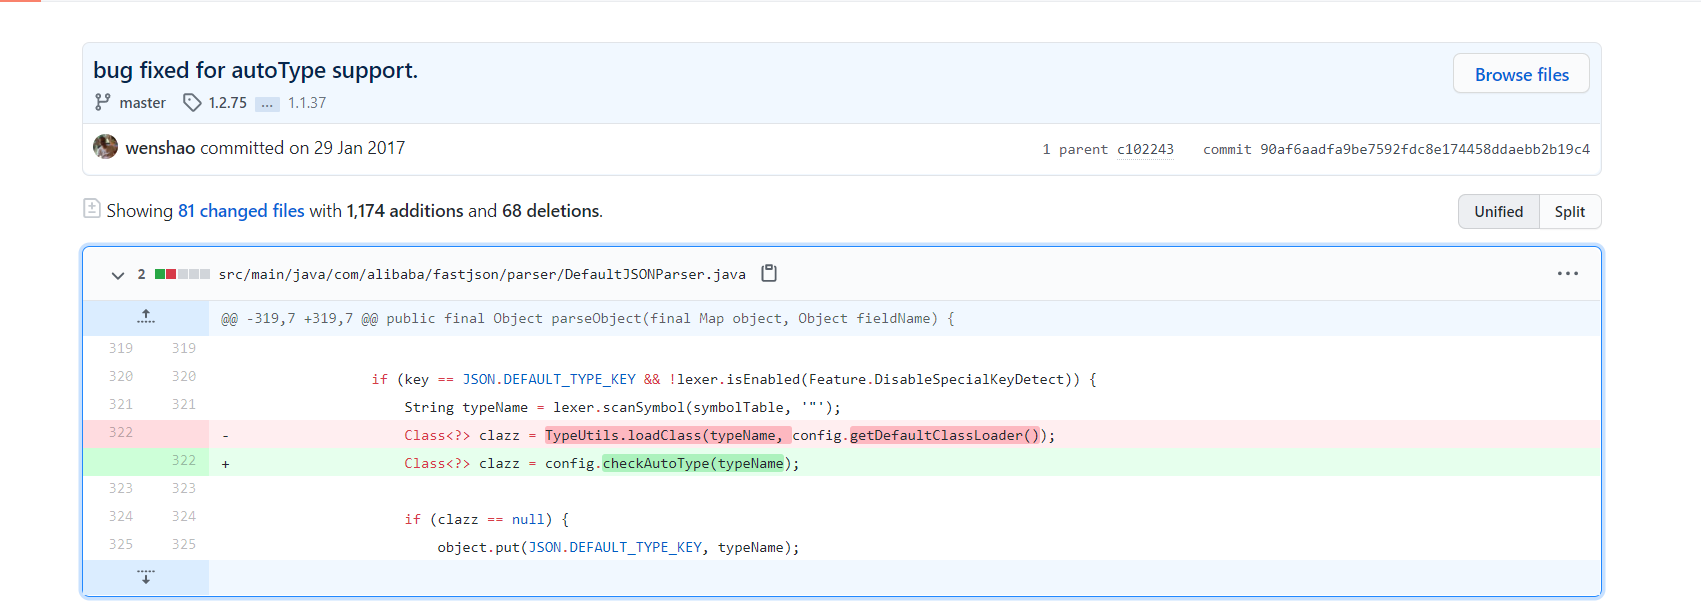 bug fixed for autoType support.
Browse files
master 1.2.75 ... 1.1.37
wenshao committed on 29 Jan 2017
1 parent c102243 commit 90af6aadfa9be7592fdc8e174458ddaebb2b19c4
Showing 81 changed files with 1,174 additions and 68 deletions.
Unified Split
2 src/main/java/com/alibaba/fastjson/parser/DefaultJSONParser.java
@@ -319,7 +319,7 @@ public final Object parseObject(final Map object, Object fieldName) {
319 319
320 320 if (key == JSON.DEFAULT_TYPE_KEY && !lexer.isEnabled(Feature.DisableSpecialKeyDetect)) {
321 321 String typeName = lexer.scanSymbol(symbolTable, '"');
322 - Class<?> clazz = TypeUtils.loadClass(typeName, config.getDefaultClassLoader());
322 + Class<?> clazz = config.checkAutoType(typeName);
323 323
324 324 if (clazz == null) {
325 325 object.put(JSON.DEFAULT_TYPE_KEY, typeName);